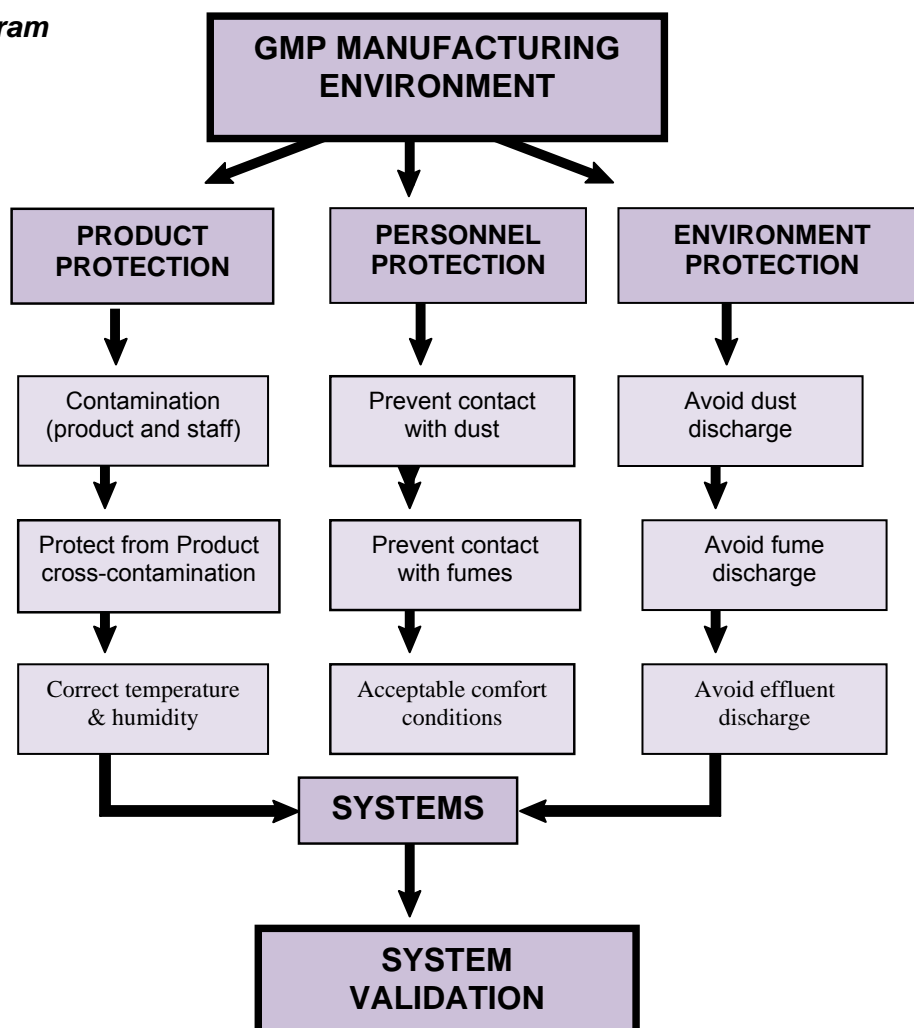 ram
GMP MANUFACTURING
ENVIRONMENT
PRODUCT
PROTECTION
PERSONNEL
PROTECTION
ENVIRONMENT
PROTECTION
Contamination
(product and staff)
Prevent contact
with dust
Avoid dust
discharge
Protect from Product
cross-contamination
Prevent contact
with fumes
Avoid fume
discharge
Correct temperature
& humidity
Acceptable comfort
conditions
Avoid effluent
discharge
SYSTEMS
SYSTEM
VALIDATION